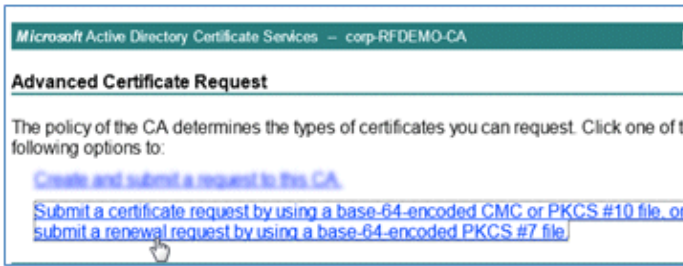 Microsoft Active Directory Certificate Services -- corp-RFDEMO-CA
Advanced Certificate Request
The policy of the CA determines the types of certificates you can request. Click one of t
following options to:
Create and submit a request to this CA.
Submit a certificate request by using a base-64-encoded CMC or PKCS #10 file, or
submit a renewal request by using a base-64-encoded PKCS #7 file.